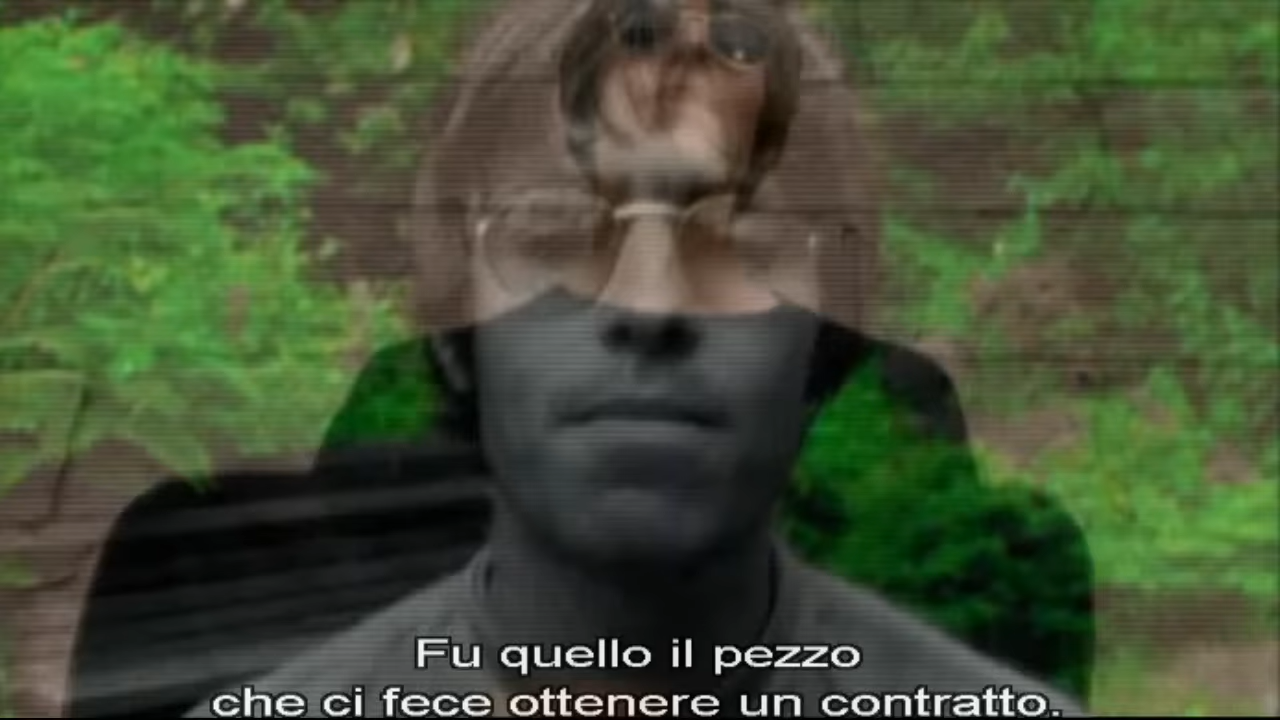 Fu quello il pezzo
che ci fece ottenere un contratto.